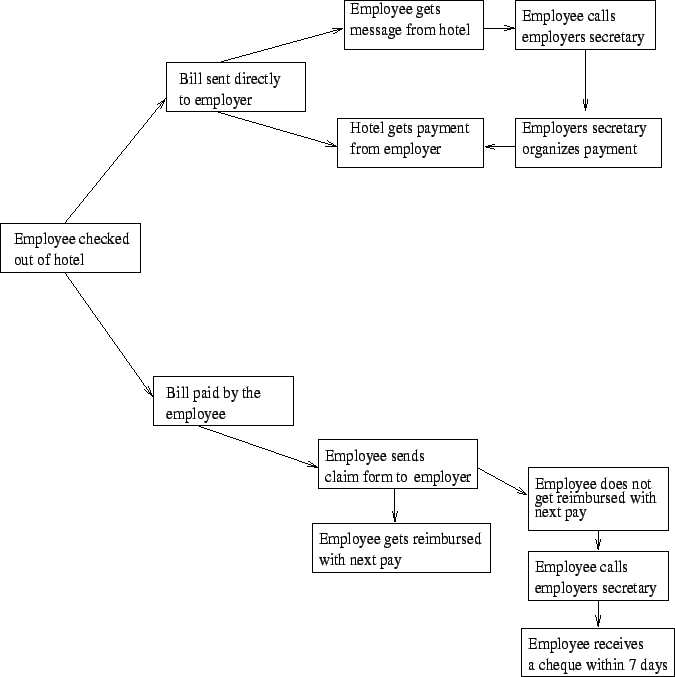 Employee gets
message from hotel
Employee calls
employers secretary
Bill sent directly
to employer
Hotel gets payment
from employer
Employers secretary
organizes payment
Employee checked
out of hotel
Bill paid by the
employee
Employee sends
claim form to employer
Employee does not
get reimbursed with
next pay
Employee gets reimbursed
with next pay
Employee calls
employers secretary
Employee receives
a cheque within 7 days